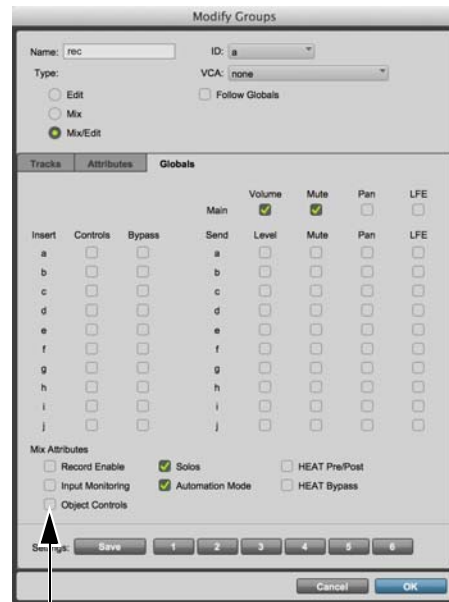 Modify Groups
Name: rec
ID: a
Type:
VCA: none
Edit
Follow Globals
Mix
Mix/Edit
Tracks Attributes Globals
Volume Mute Pan LFE
Main
Insert Controls Bypass Send Level Mute Pan LFE
a a
b b
c c
d d
e e
f f
g g
h h
i i
j j
Mix Attributes
Record Enable Solos HEAT Pre/Post
Input Monitoring Automation Mode HEAT Bypass
Object Controls
Settings: Save 1 2 3 4 5 6
Cancel OK